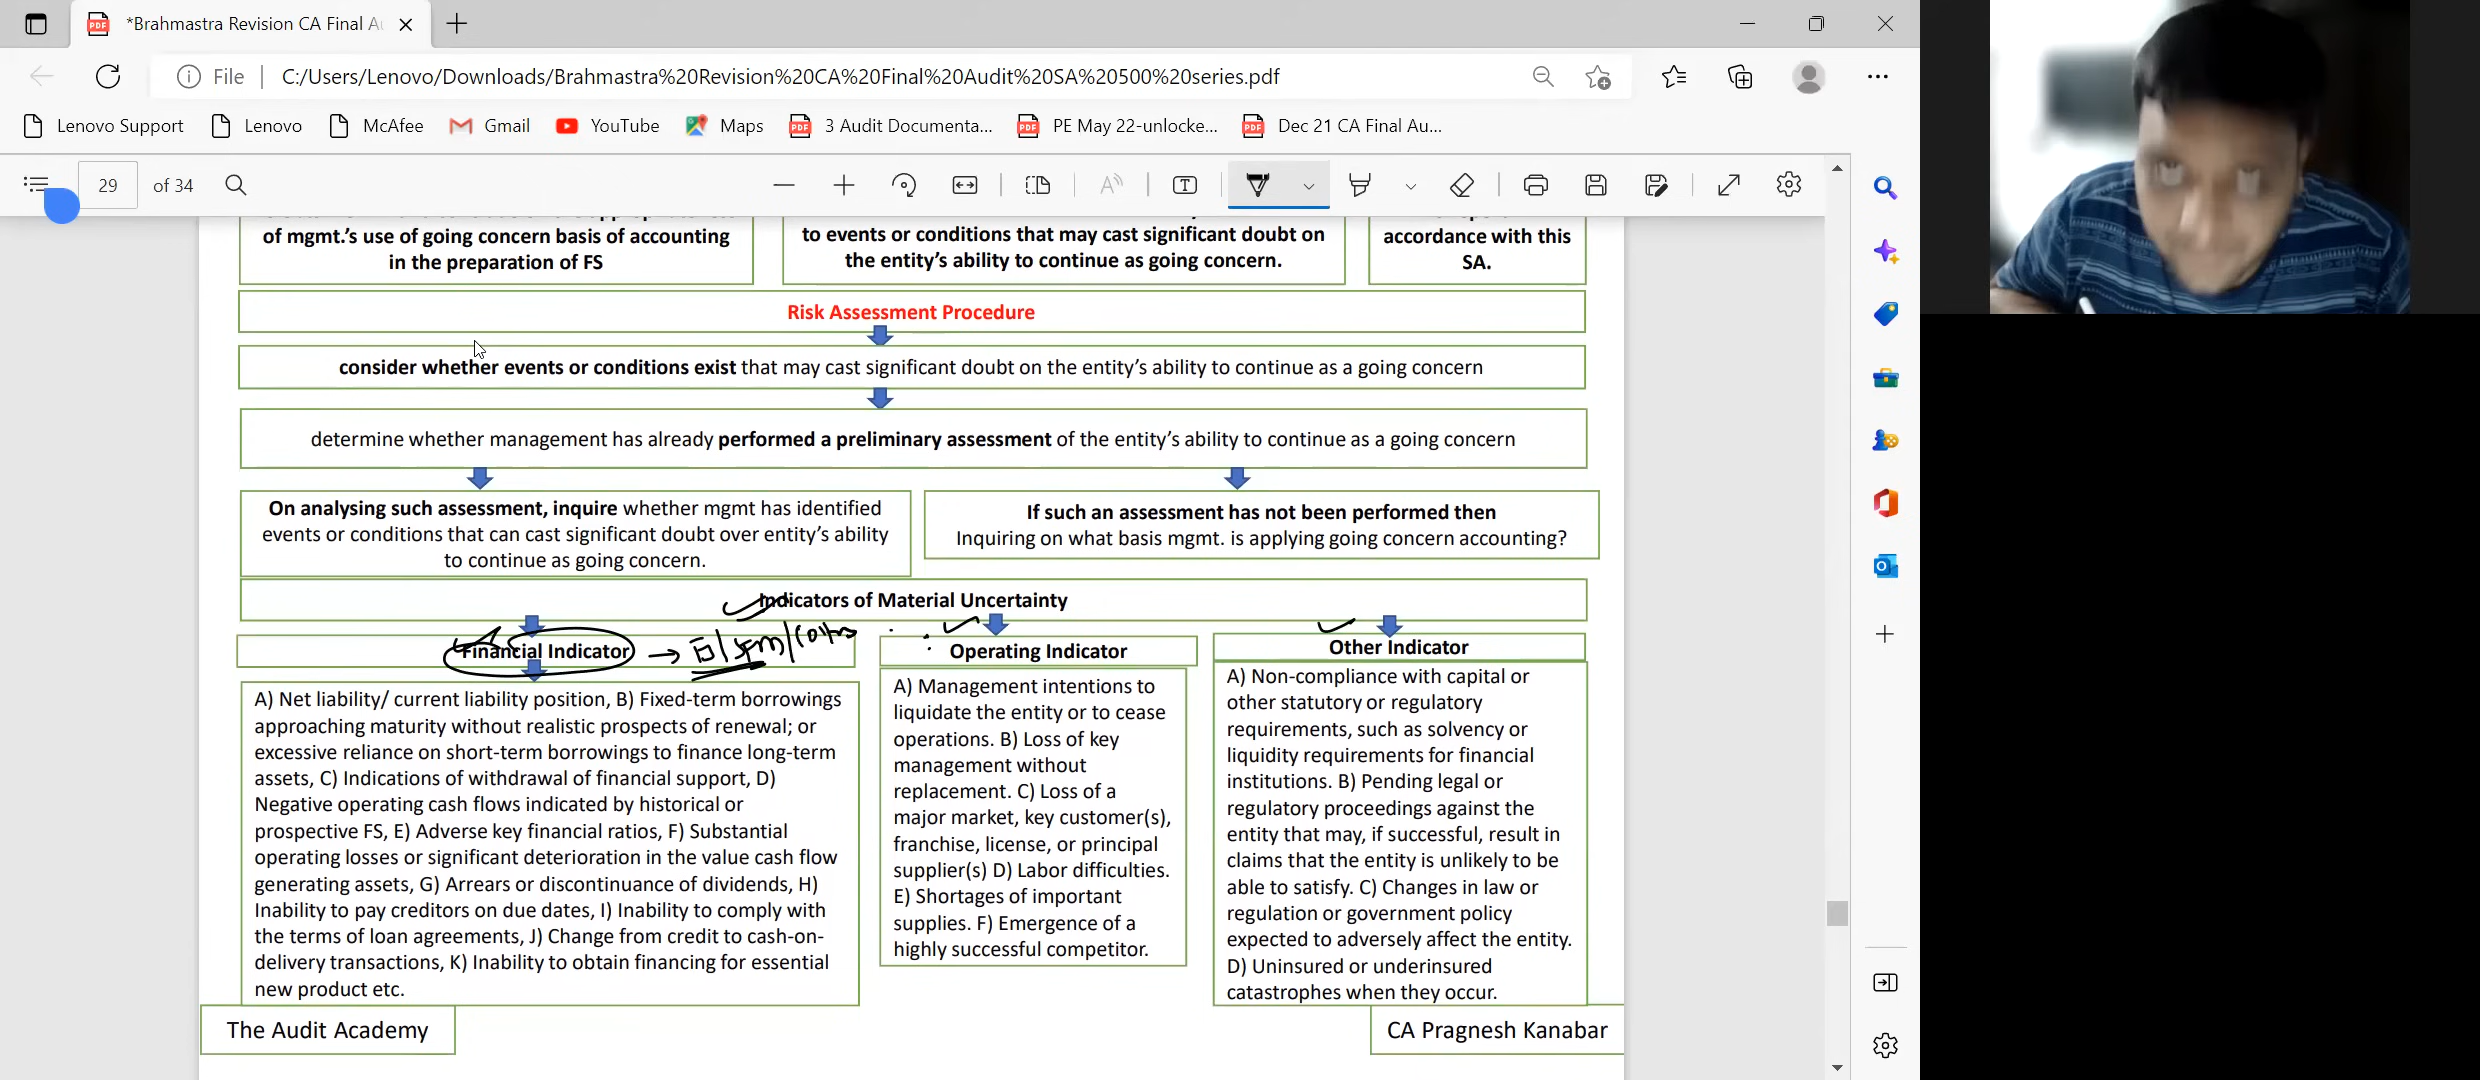 *Brahmastra Revision CA Final Au
File
C:/Users/Lenovo/Downloads/Brahmastra%20Revision%20CA%20Final%20Audit%20SA%20500%20series.pdf
Lenovo Support
Lenovo
McAfee
Gmail
YouTube
Maps
3 Audit Documenta...
PE May 22-unlocke...
Dec 21 CA Final Au...
29
of 34
of mgmt.'s use of going concern basis of accounting
in the preparation of FS
to events or conditions that may cast significant doubt on
the entity's ability to continue as going concern.
accordance with this
SA.
Risk Assessment Procedure
consider whether events or conditions exist that may cast significant doubt on the entity's ability to continue as a going concern
determine whether management has already performed a preliminary assessment of the entity's ability to continue as a going concern
On analysing such assessment, inquire whether mgmt has identified
events or conditions that can cast significant doubt over entity's ability
to continue as going concern.
If such an assessment has not been performed then
Inquiring on what basis mgmt. is applying going concern accounting?
Indicators of Material Uncertainty
Financial Indicator
A) Net liability/ current liability position, B) Fixed-term borrowings
approaching maturity without realistic prospects of renewal; or
excessive reliance on short-term borrowings to finance long-term
assets, C) Indications of withdrawal of financial support, D)
Negative operating cash flows indicated by historical or
prospective FS, E) Adverse key financial ratios, F) Substantial
operating losses or significant deterioration in the value cash flow
generating assets, G) Arrears or discontinuance of dividends, H)
Inability to pay creditors on due dates, I) Inability to comply with
the terms of loan agreements, J) Change from credit to cash-on-
delivery transactions, K) Inability to obtain financing for essential
new product etc.
Operating Indicator
A) Management intentions to
liquidate the entity or to cease
operations. B) Loss of key
management without
replacement. C) Loss of a
major market, key customer(s),
franchise, license, or principal
supplier(s) D) Labor difficulties.
E) Shortages of important
supplies. F) Emergence of a
highly successful competitor.
Other Indicator
A) Non-compliance with capital or
other statutory or regulatory
requirements, such as solvency or
liquidity requirements for financial
institutions. B) Pending legal or
regulatory proceedings against the
entity that may, if successful, result in
claims that the entity is unlikely to be
able to satisfy. C) Changes in law or
regulation or government policy
expected to adversely affect the entity.
D) Uninsured or underinsured
catastrophes when they occur.
The Audit Academy
CA Pragnesh Kanabar